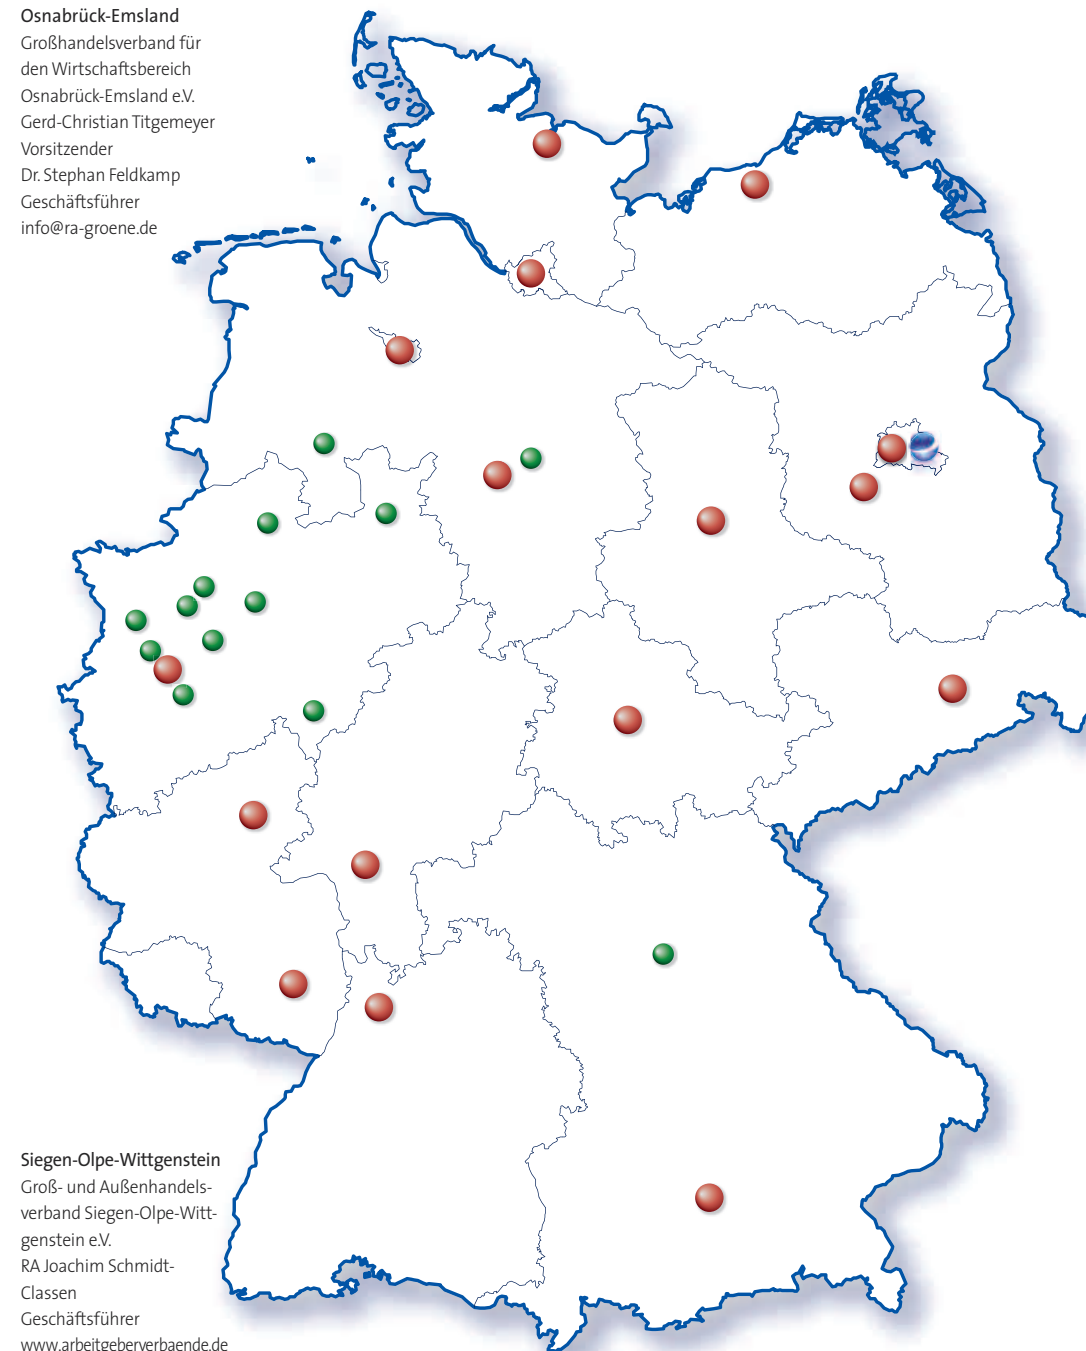 Osnabrück-Emsland
Großhandelsverband für
den Wirtschaftsbereich
Osnabrück-Emsland e.V.
Gerd-Christian Titgemeyer
Vorsitzender
Dr. Stephan Feldkamp
Geschäftsführer
info@ra-groene.de
Siegen-Olpe-Wittgenstein
Groß- und Außenhandels-
verband Siegen-Olpe-Witt-
genstein e.V.
RA Joachim Schmidt-
Classen
Geschäftsführer
www.arbeitgeberverbaende.de